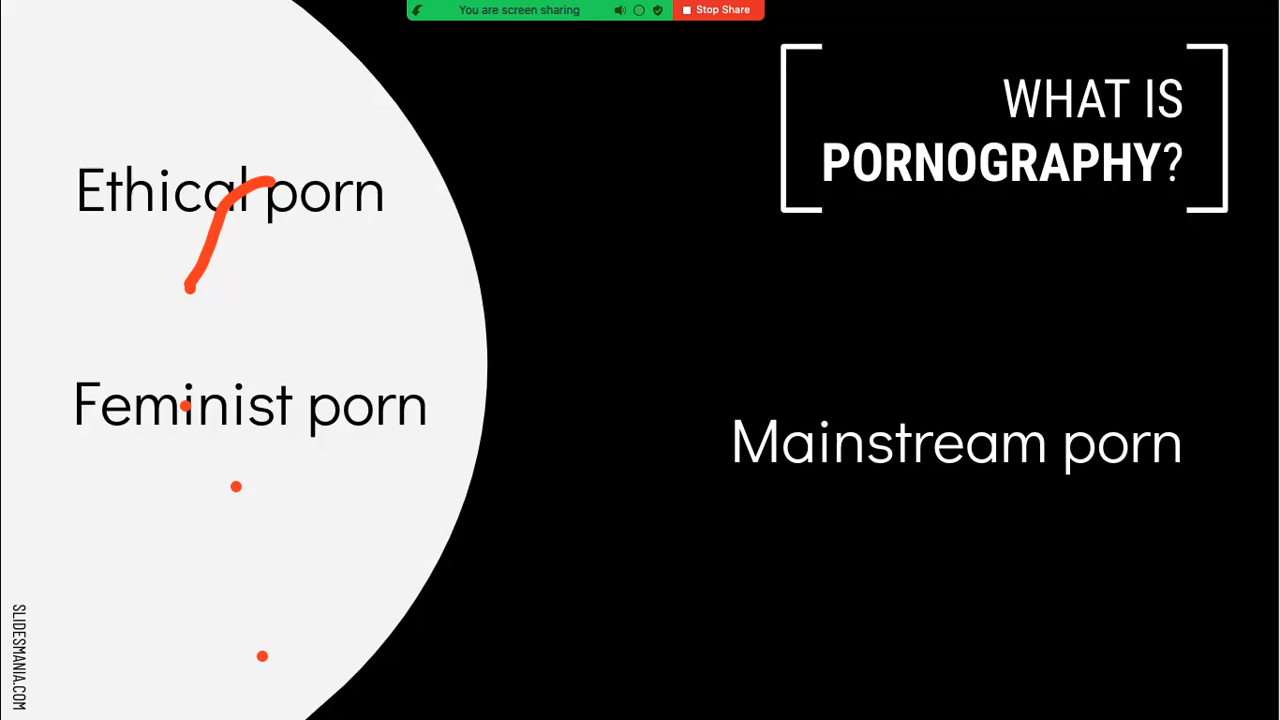 You are screen sharing
Stop Share
WHAT IS
PORNOGRAPHY?
Ethical porn
Feminist porn
Mainstream porn
SLIDESMANIA.COM